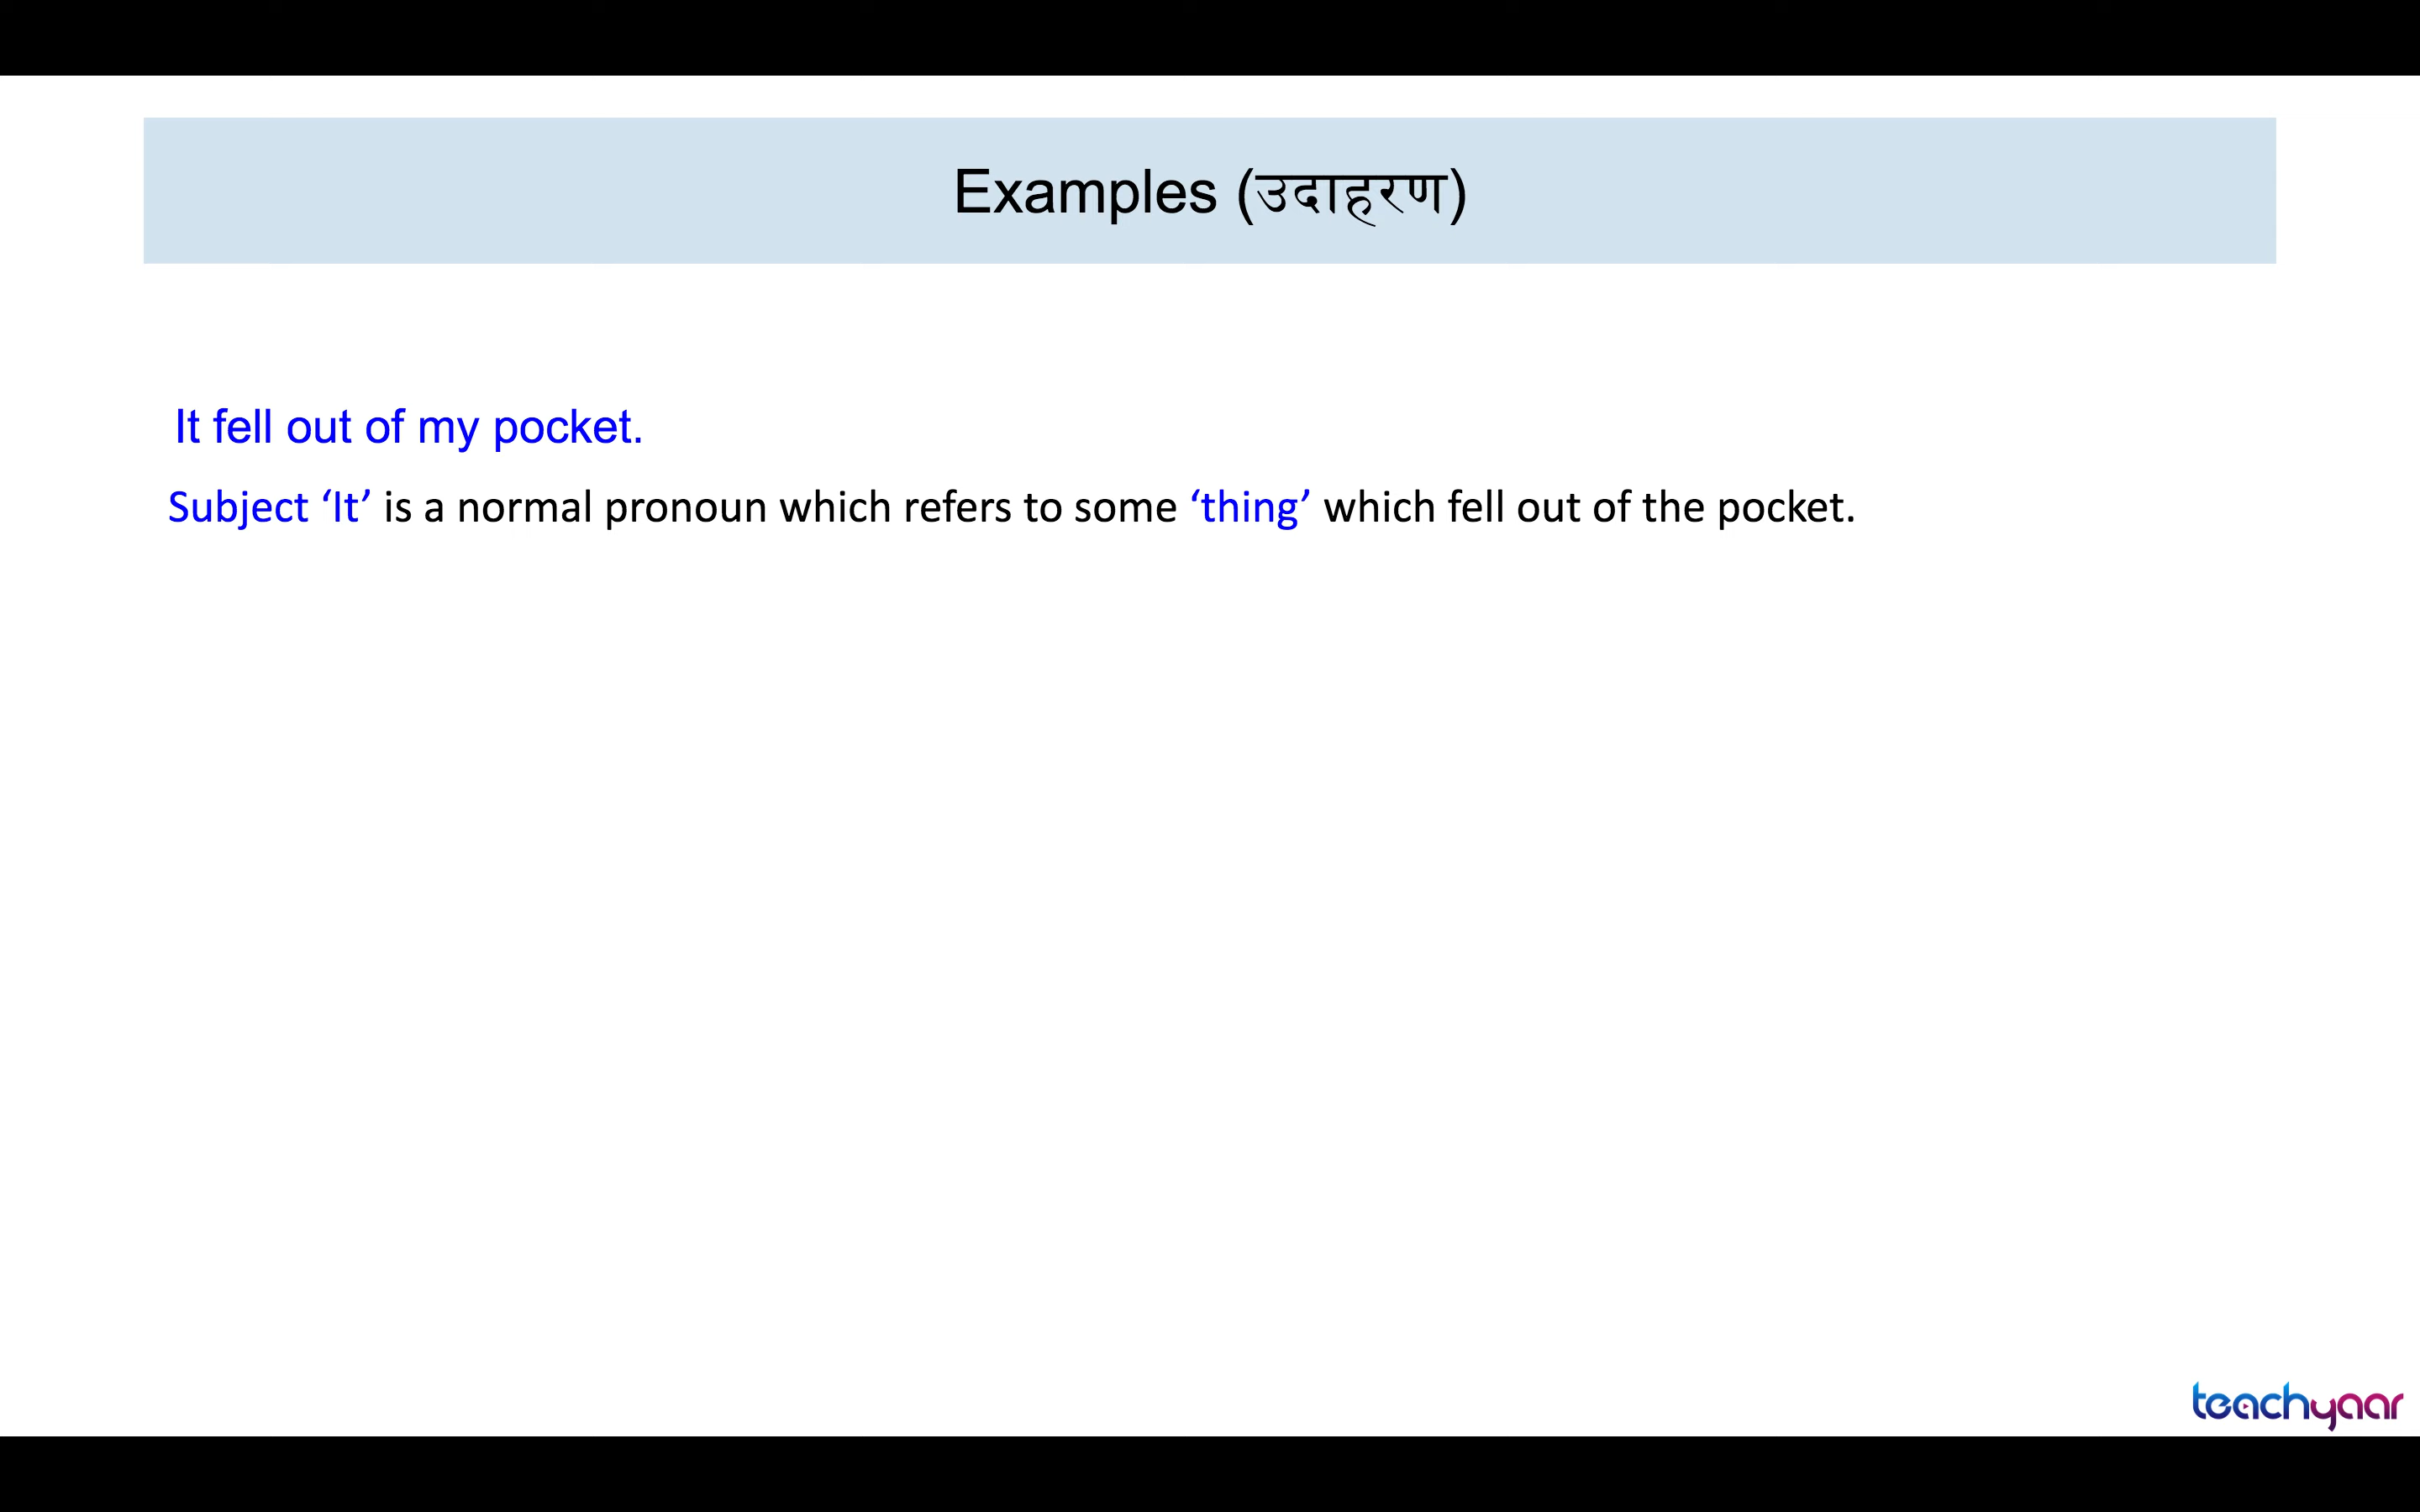 Examples (उदाहरण)
It fell out of my pocket.
Subject ‘It’ is a normal pronoun which refers to some ‘thing’ which fell out of the pocket.
teachyaar